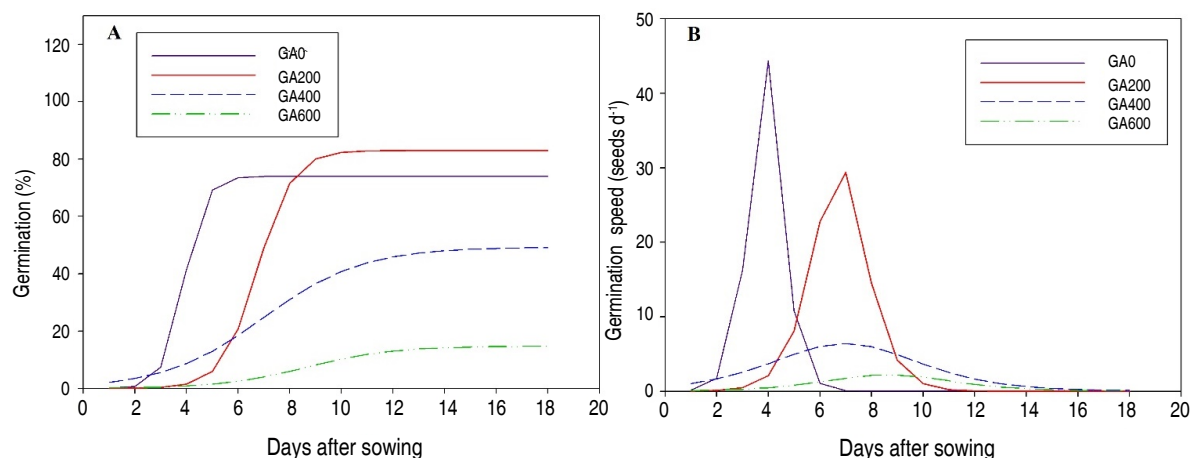 A
GA0
GA200
GA400
GA600
120
100
80
60
40
20
0
Germination (%)
0 2 4 6 8 10 12 14 16 18 20
Days after sowing
B
GA0
GA200
GA400
GA600
50
40
30
20
10
0
Germination speed (seeds d-1)
0 2 4 6 8 10 12 14 16 18 20
Days after sowing